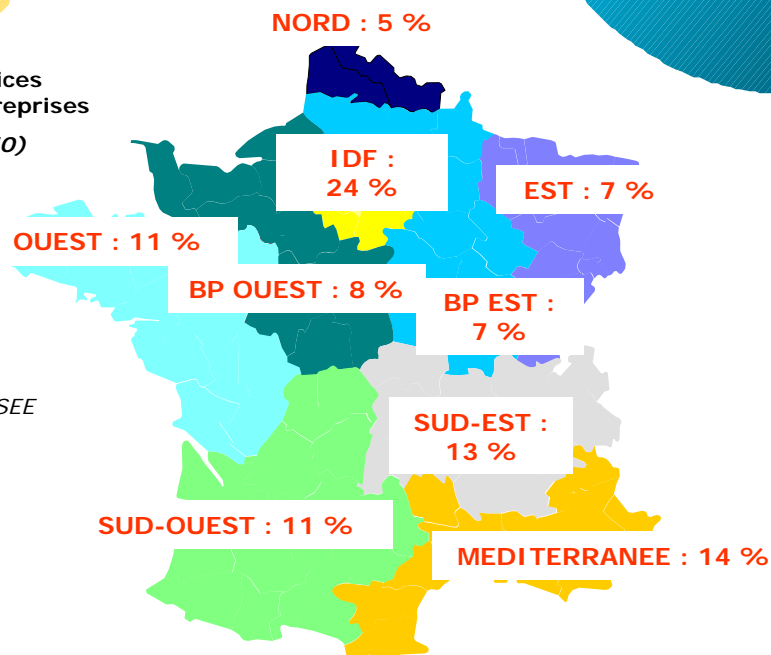 NORD : 5 %
ices
reprises
0)
IDF :
24 %
EST : 7 %
OUEST : 11 %
BP OUEST : 8 %
BP EST :
7 %
SEE
SUD-EST :
13 %
SUD-OUEST : 11 %
MEDITERRANEE : 14 %